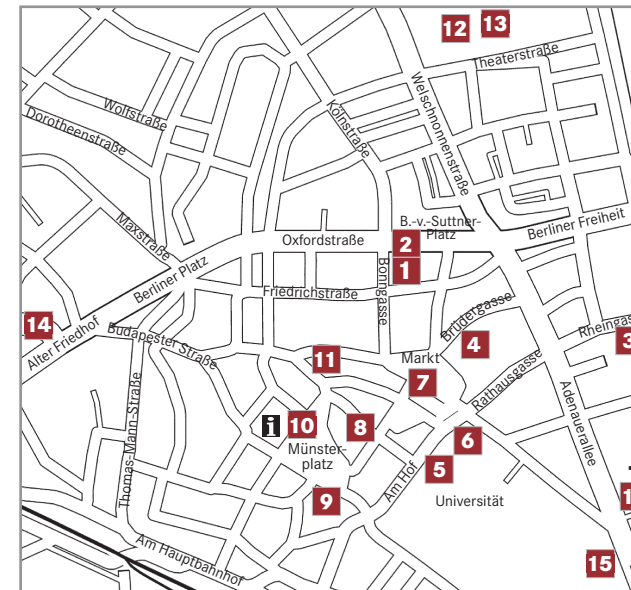 12
13
Theaterstraße
Wolfstraße
Dorotheenstraße
Kölnstraße
Welschnonnenstraße
Maxstraße
B.-v.-Suttner-
Platz
Berliner Freiheit
Oxfordstraße
2
1
Berliner Platz
Friedrichstraße
Bonngasse
14
Alter Friedhof
Budapester Straße
Brüdergasse
4
Rheingas
3
11
Markt
7
Rathausgasse
Adenauerallee
Thomas-Mann-Straße
i
10
8
Münster-
platz
6
5
Am Hof
9
Universität
1
Am Hauptbahnhof
15